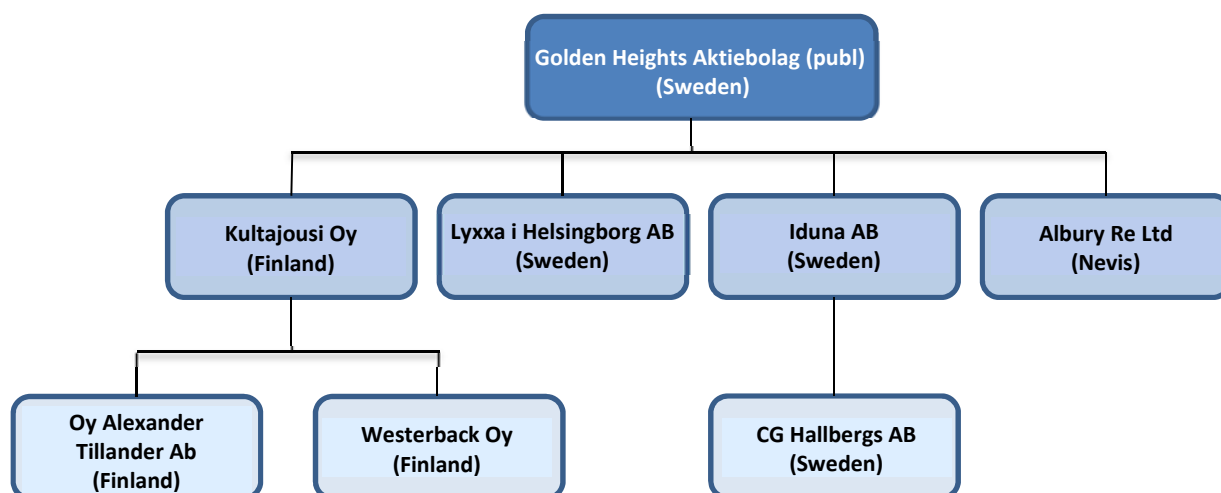 Golden Heights Aktiebolag (publ)
(Sweden)
Kultajousi Oy
(Finland)
Lyxxa i Helsingborg AB
(Sweden)
Iduna AB
(Sweden)
Albury Re Ltd
(Nevis)
Oy Alexander
Tillander Ab
(Finland)
Westerback Oy
(Finland)
CG Hallbergs AB
(Sweden)